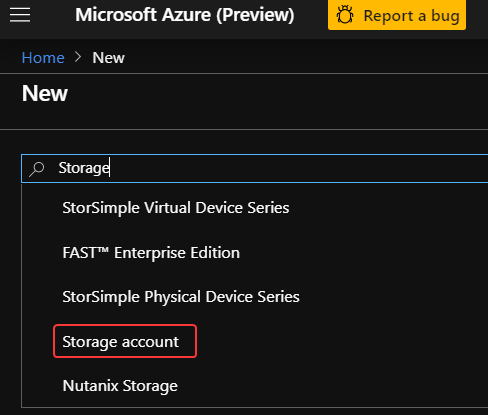 Microsoft Azure (Preview)
Report a bug
Home > New
New
Storage
StorSimple Virtual Device Series
FAST™ Enterprise Edition
StorSimple Physical Device Series
Storage account
Nutanix Storage